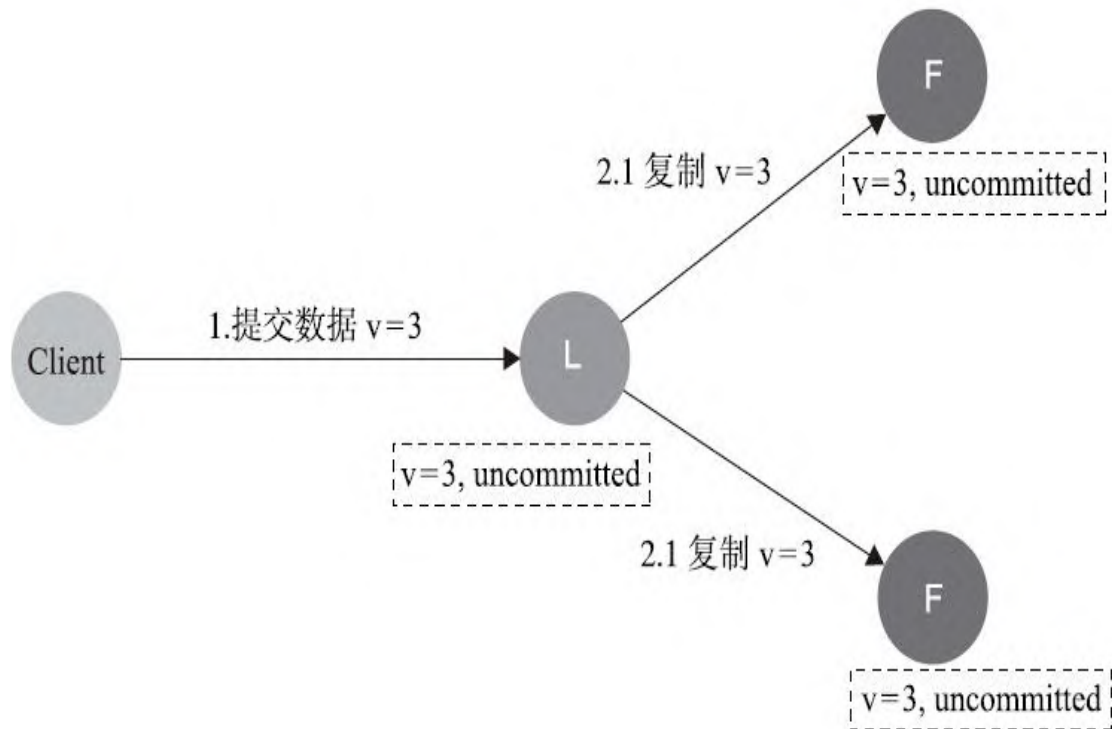 F
2.1 复制 v=3
v=3, uncommitted
1.提交数据 v=3
Client
L
v=3, uncommitted
2.1 复制 v=3
F
v=3, uncommitted